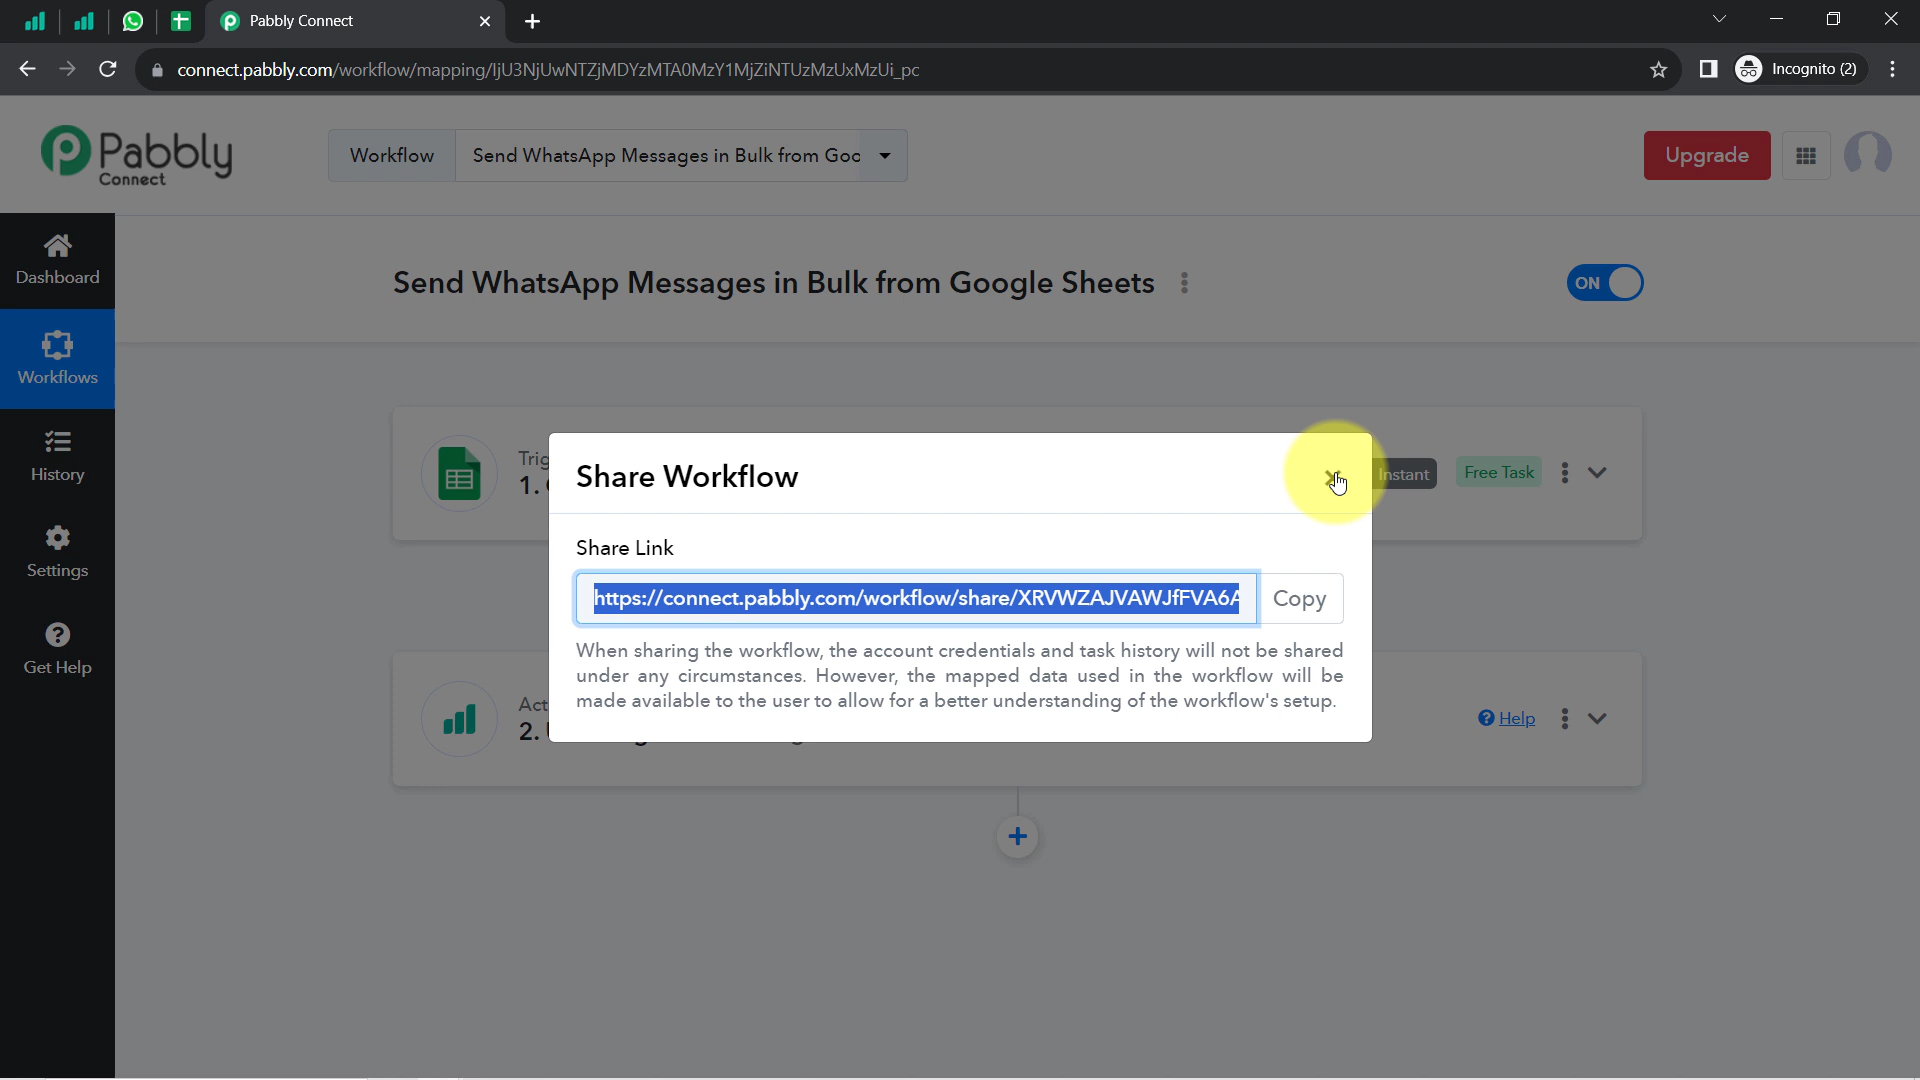 Pabbly Connect
connect.pabbly.com/workflow/mapping/IjU3NjUwNTZjMDYzMTA0MzY1MjZiNTUzMzUxMzUi_pc
Incognito (2)
Pabbly
Connect
Workflow
Send WhatsApp Messages in Bulk from Goo
Upgrade
Dashboard
Send WhatsApp Messages in Bulk from Google Sheets
ON
Workflows
History
Trig
1.
Share Workflow
Instant
Free Task
Share Link
Settings
https://connect.pabbly.com/workflow/share/XRVWZAJVAWJfFVA6A
Copy
Get Help
When sharing the workflow, the account credentials and task history will not be shared
under any circumstances. However, the mapped data used in the workflow will be
made available to the user to allow for a better understanding of the workflow's setup.
Act
2.
Help